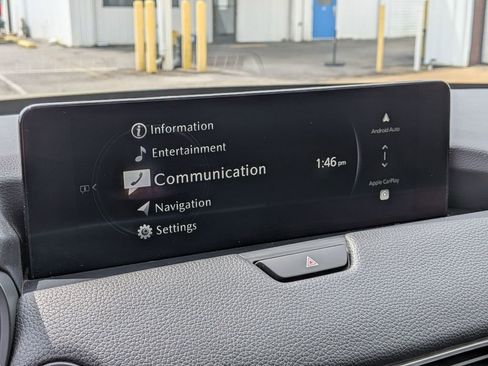 Information
Entertainment
Communication
Navigation
Settings
1:46 pm
Android Auto
Apple CarPlay